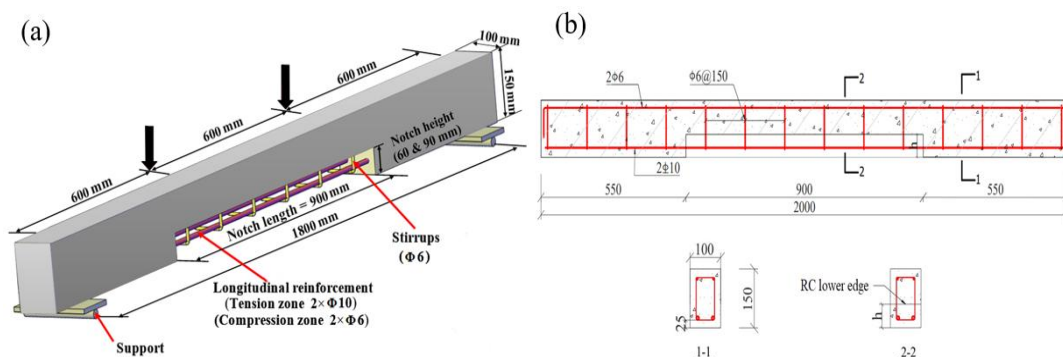 (a)
100 mm
150 mm
600 mm
600 mm
600 mm
Notch height
(60 & 90 mm)
Notch length = 900 mm
1800 mm
Stirrups
(Φ6)
Longitudinal reinforcement
(Tension zone 2×Φ10)
(Compression zone 2×Φ6)
Support
(b)
2Φ6
Φ6@150
2
1
h
2Φ10
2
1
550
900
550
2000
100
150
25
1-1
RC lower edge
h
2-2